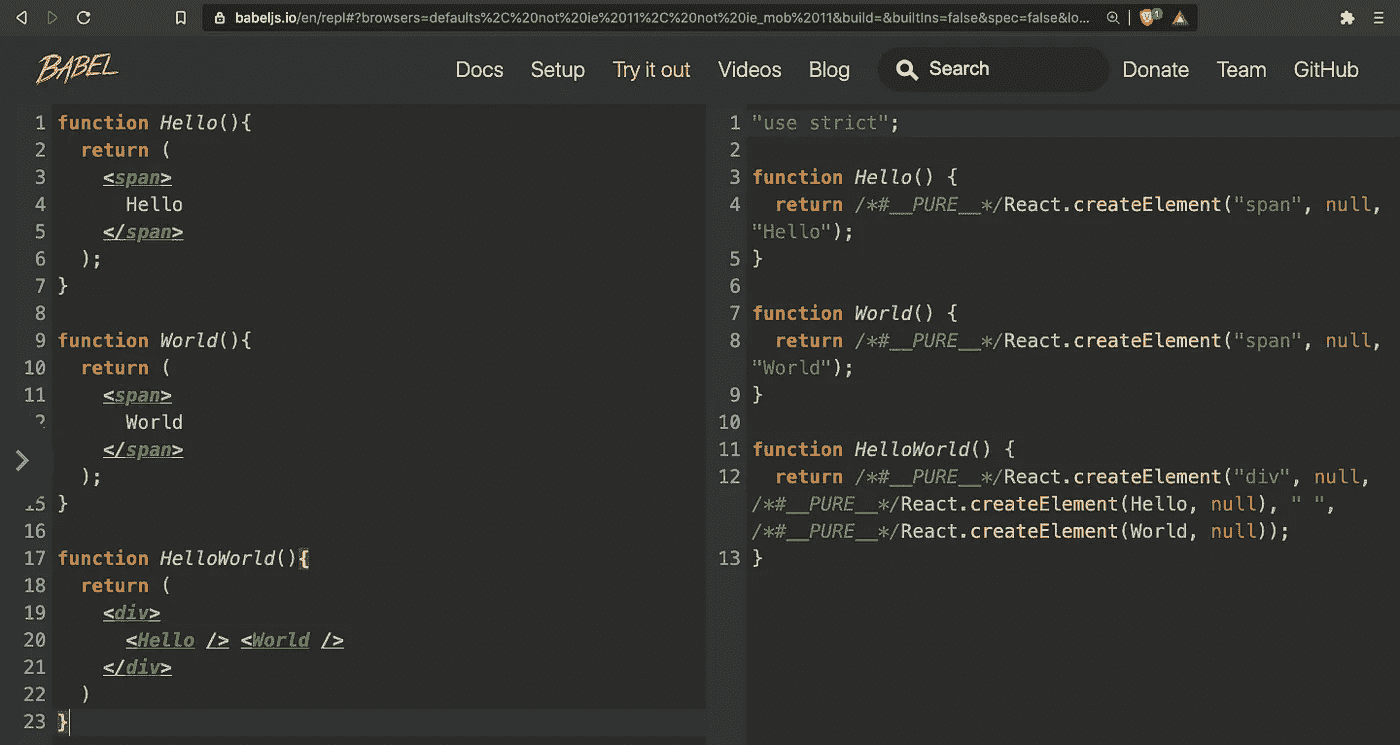 babeljs.io/en/repl#?browsers=defaults%2C%20not%20ie%2011%2C%20not%20ie_mob%2011&build=&builtIns=false&spec=false&lo...
1
BABEL
Docs Setup Try it out Videos Blog Search Donate Team GitHub
1 function Hello(){
2   return (
3     <span>
4       Hello
5     </span>
6   );
7 }
8
9 function World(){
10   return (
11     <span>
2       World
    </span>
  );
15 }
16
17 function HelloWorld(){
18   return (
19     <div>
20       <Hello /> <World />
21     </div>
22   )
23 }
1 "use strict";
2
3 function Hello() {
4   return /*#__PURE__*/React.createElement("span", null,
"Hello");
5 }
6
7 function World() {
8   return /*#__PURE__*/React.createElement("span", null,
"World");
9 }
10
11 function HelloWorld() {
12   return /*#__PURE__*/React.createElement("div", null,
/*#__PURE__*/React.createElement(Hello, null), " ",
/*#__PURE__*/React.createElement(World, null));
13 }